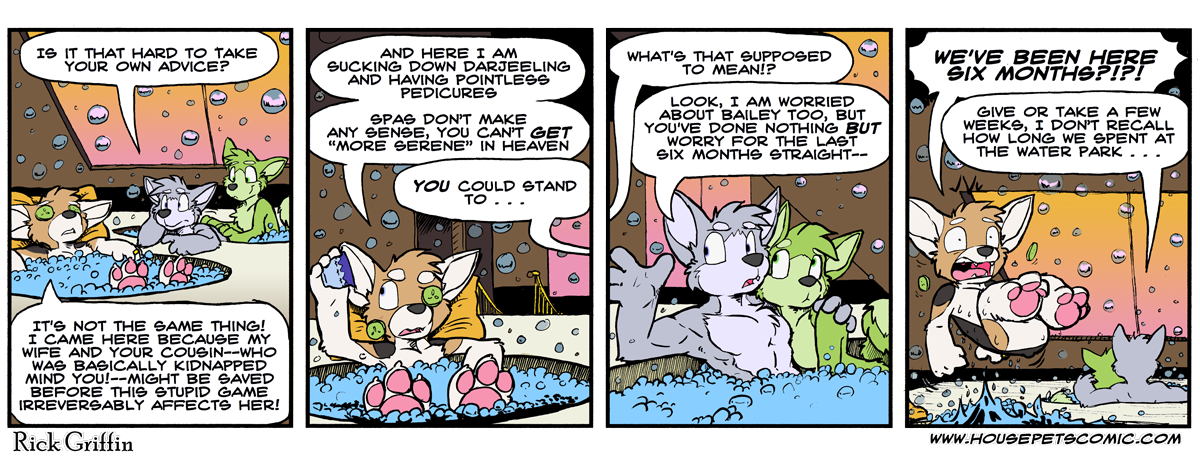 IS IT THAT HARD TO TAKE
YOUR OWN ADVICE?
IT'S NOT THE SAME THING!
I CAME HERE BECAUSE MY
WIFE AND YOUR COUSIN--WHO
WAS BASICALLY KIDNAPPED
MIND YOU!--MIGHT BE SAVED
BEFORE THIS STUPID GAME
IRREVERSABLY AFFECTS HER!
AND HERE I AM
SUCKING DOWN DARJEELING
AND HAVING POINTLESS
PEDICURES
SPAS DON'T MAKE
ANY SENSE, YOU CAN'T GET
"MORE SERENE" IN HEAVEN
YOU COULD STAND
TO . . .
WHAT'S THAT SUPPOSED
TO MEAN!?
LOOK, I AM WORRIED
ABOUT BAILEY TOO, BUT
YOU'VE DONE NOTHING BUT
WORRY FOR THE LAST
SIX MONTHS STRAIGHT--
WE'VE BEEN HERE
SIX MONTHS?!?!
GIVE OR TAKE A FEW
WEEKS, I DON'T RECALL
HOW LONG WE SPENT AT
THE WATER PARK . . .
Rick Griffin
WWW.HOUSEPETSCOMIC.COM